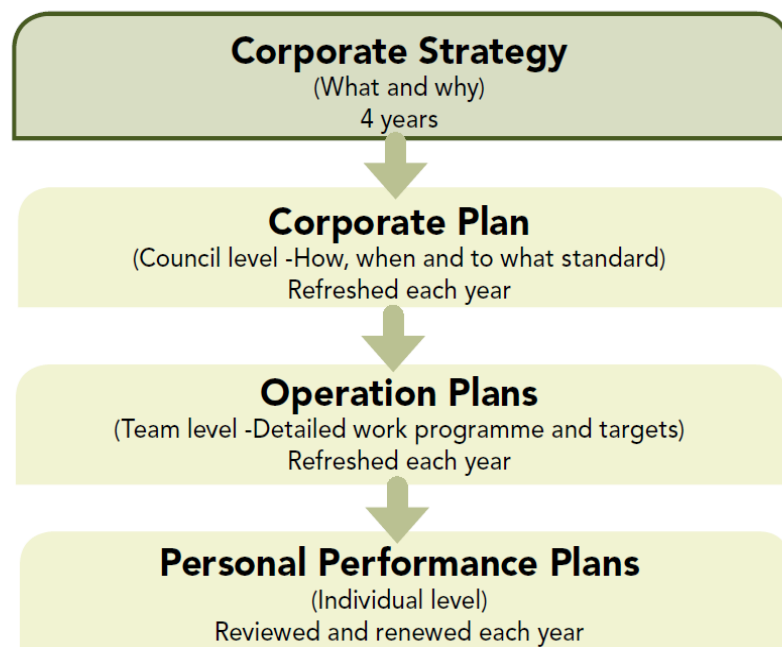 Corporate Strategy
(What and why)
4 years
Corporate Plan
(Council level -How, when and to what standard)
Refreshed each year
Operation Plans
(Team level -Detailed work programme and targets)
Refreshed each year
Personal Performance Plans
(Individual level)
Reviewed and renewed each year